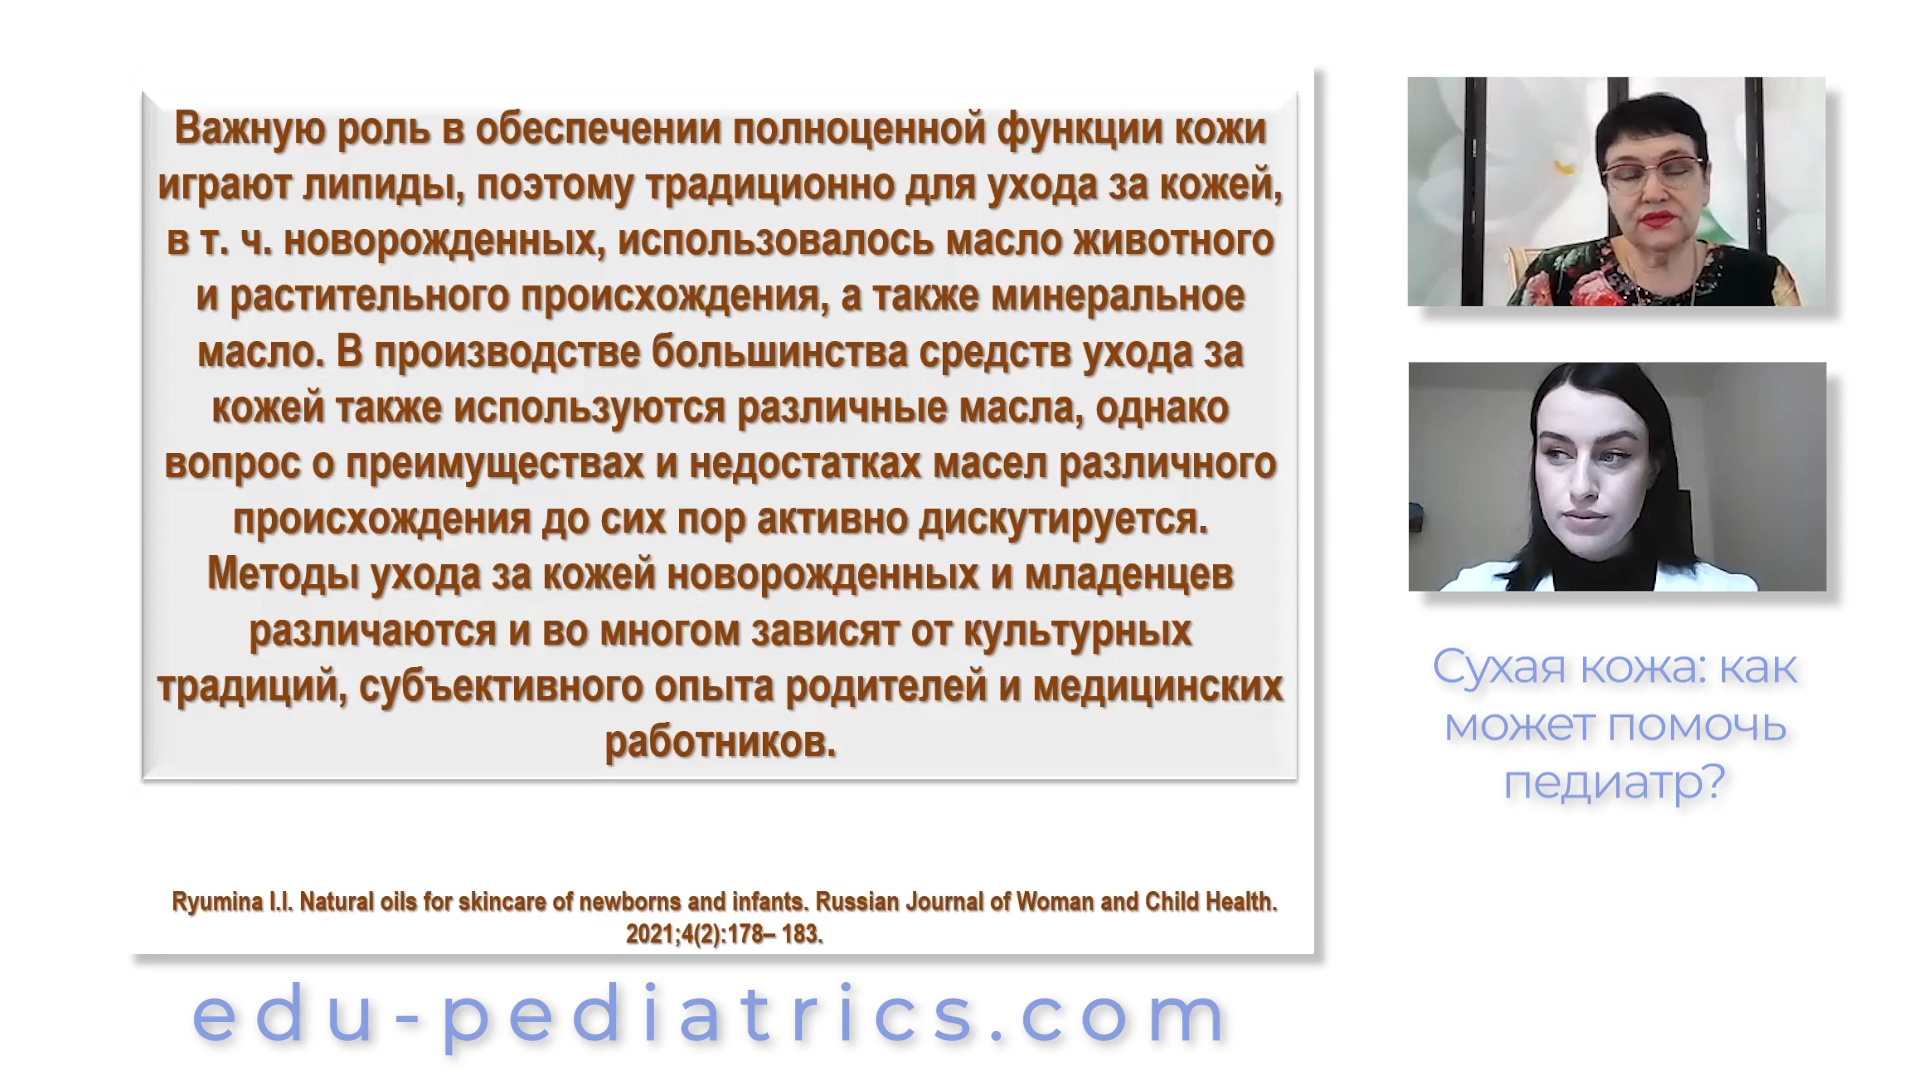 Важную роль в обеспечении полноценной функции кожи
играют липиды, поэтому традиционно для ухода за кожей,
в т. ч. новорожденных, использовалось масло животного
и растительного происхождения, а также минеральное
масло. В производстве большинства средств ухода за
кожей также используются различные масла, однако
вопрос о преимуществах и недостатках масел различного
происхождения до сих пор активно дискутируется.
Методы ухода за кожей новорожденных и младенцев
различаются и во многом зависят от культурных
традиций, субъективного опыта родителей и медицинских
работников.
Ryumina I.I. Natural oils for skincare of newborns and infants. Russian Journal of Woman and Child Health.
2021;4(2):178– 183.
edu-pediatrics.com
Сухая кожа: как
может помочь
педиатр?